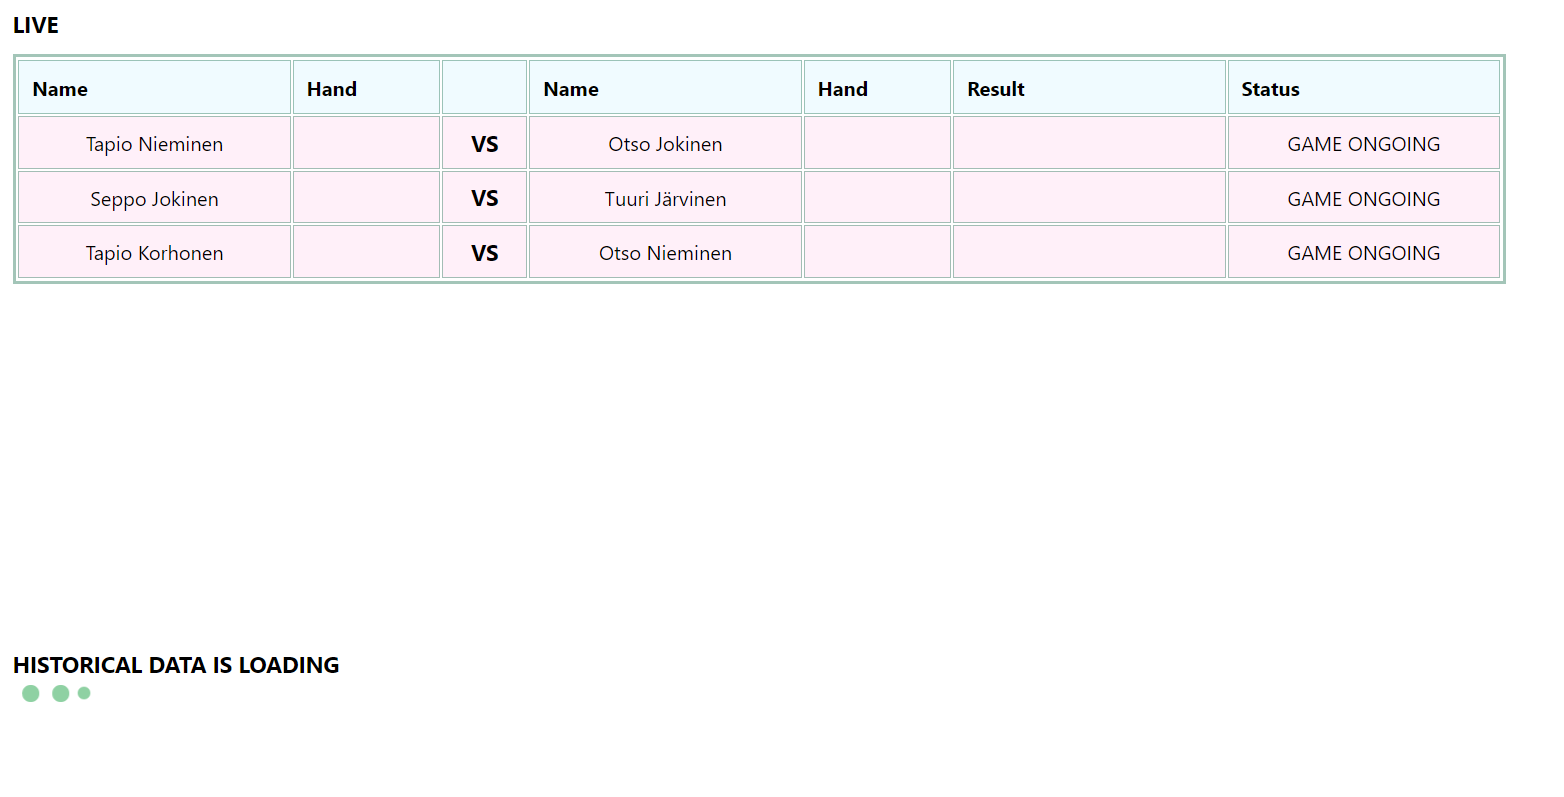 LIVE
Name Hand Name Hand Result Status
Tapio Nieminen VS Otso Jokinen GAME ONGOING
Seppo Jokinen VS Tuuri Järvinen GAME ONGOING
Tapio Korhonen VS Otso Nieminen GAME ONGOING
HISTORICAL DATA IS LOADING